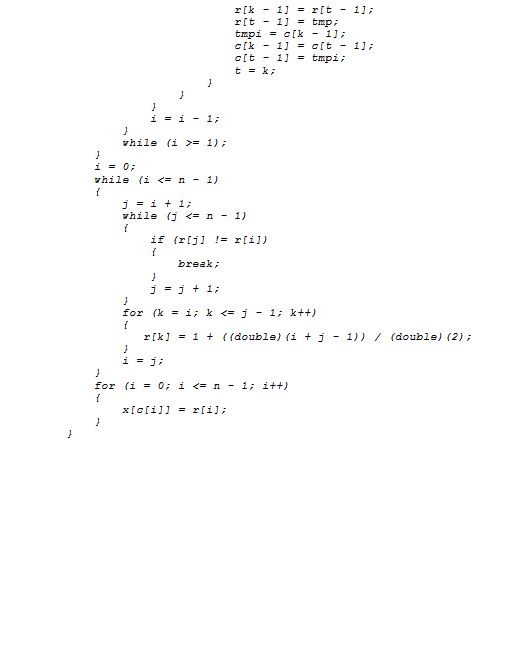 r[k - 1] = r[t - 1];
r[t - 1] = tmp;
tmpi = c[k - 1];
c[k - 1] = c[t - 1];
c[t - 1] = tmpi;
t = k;
}
}
}
i = i - 1;
}
while (i >= 1);
}
i = 0;
while (i <= n - 1)
{
j = i + 1;
while (j <= n - 1)
{
if (r[j] != r[i])
{
break;
}
j = j + 1;
}
for (k = i; k <= j - 1; k++)
{
r[k] = 1 + ((double)(i + j - 1)) / (double)(2);
}
i = j;
}
for (i = 0; i <= n - 1; i++)
{
x[c[i]] = r[i];
}
}